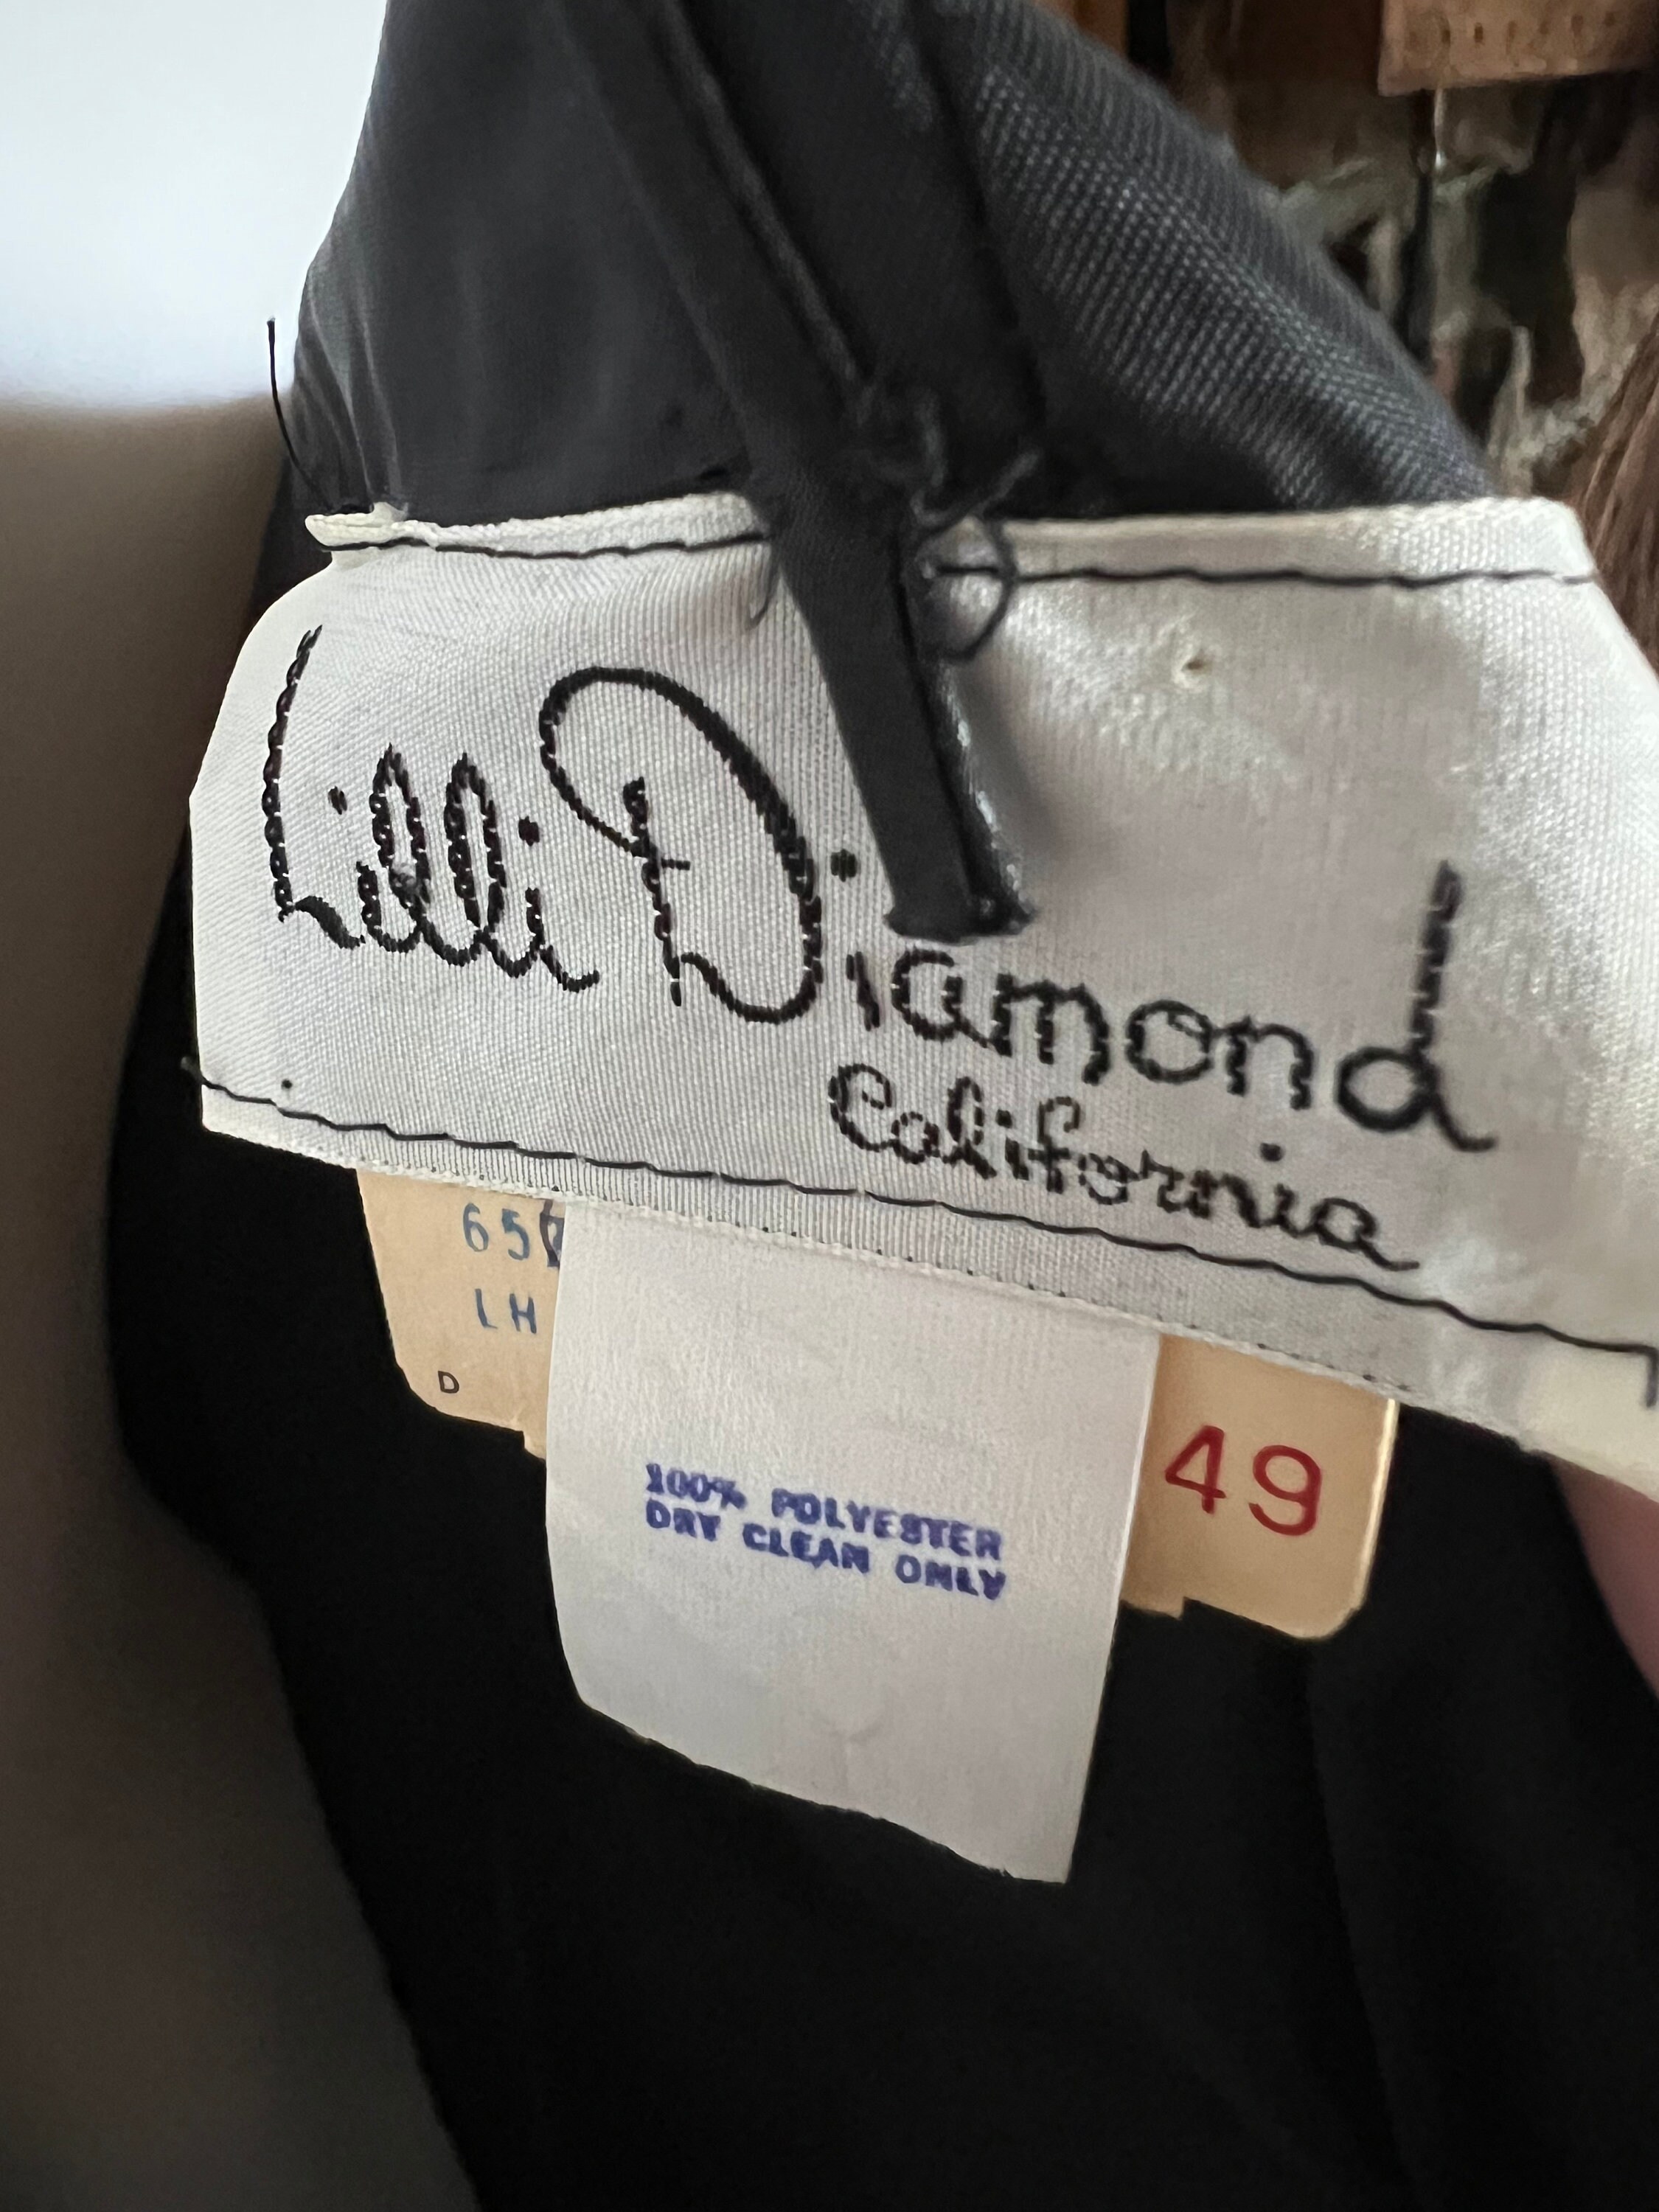 Lilli Diamond
California
65
LH
D
100% POLYESTER
DRY CLEAN ONLY
49